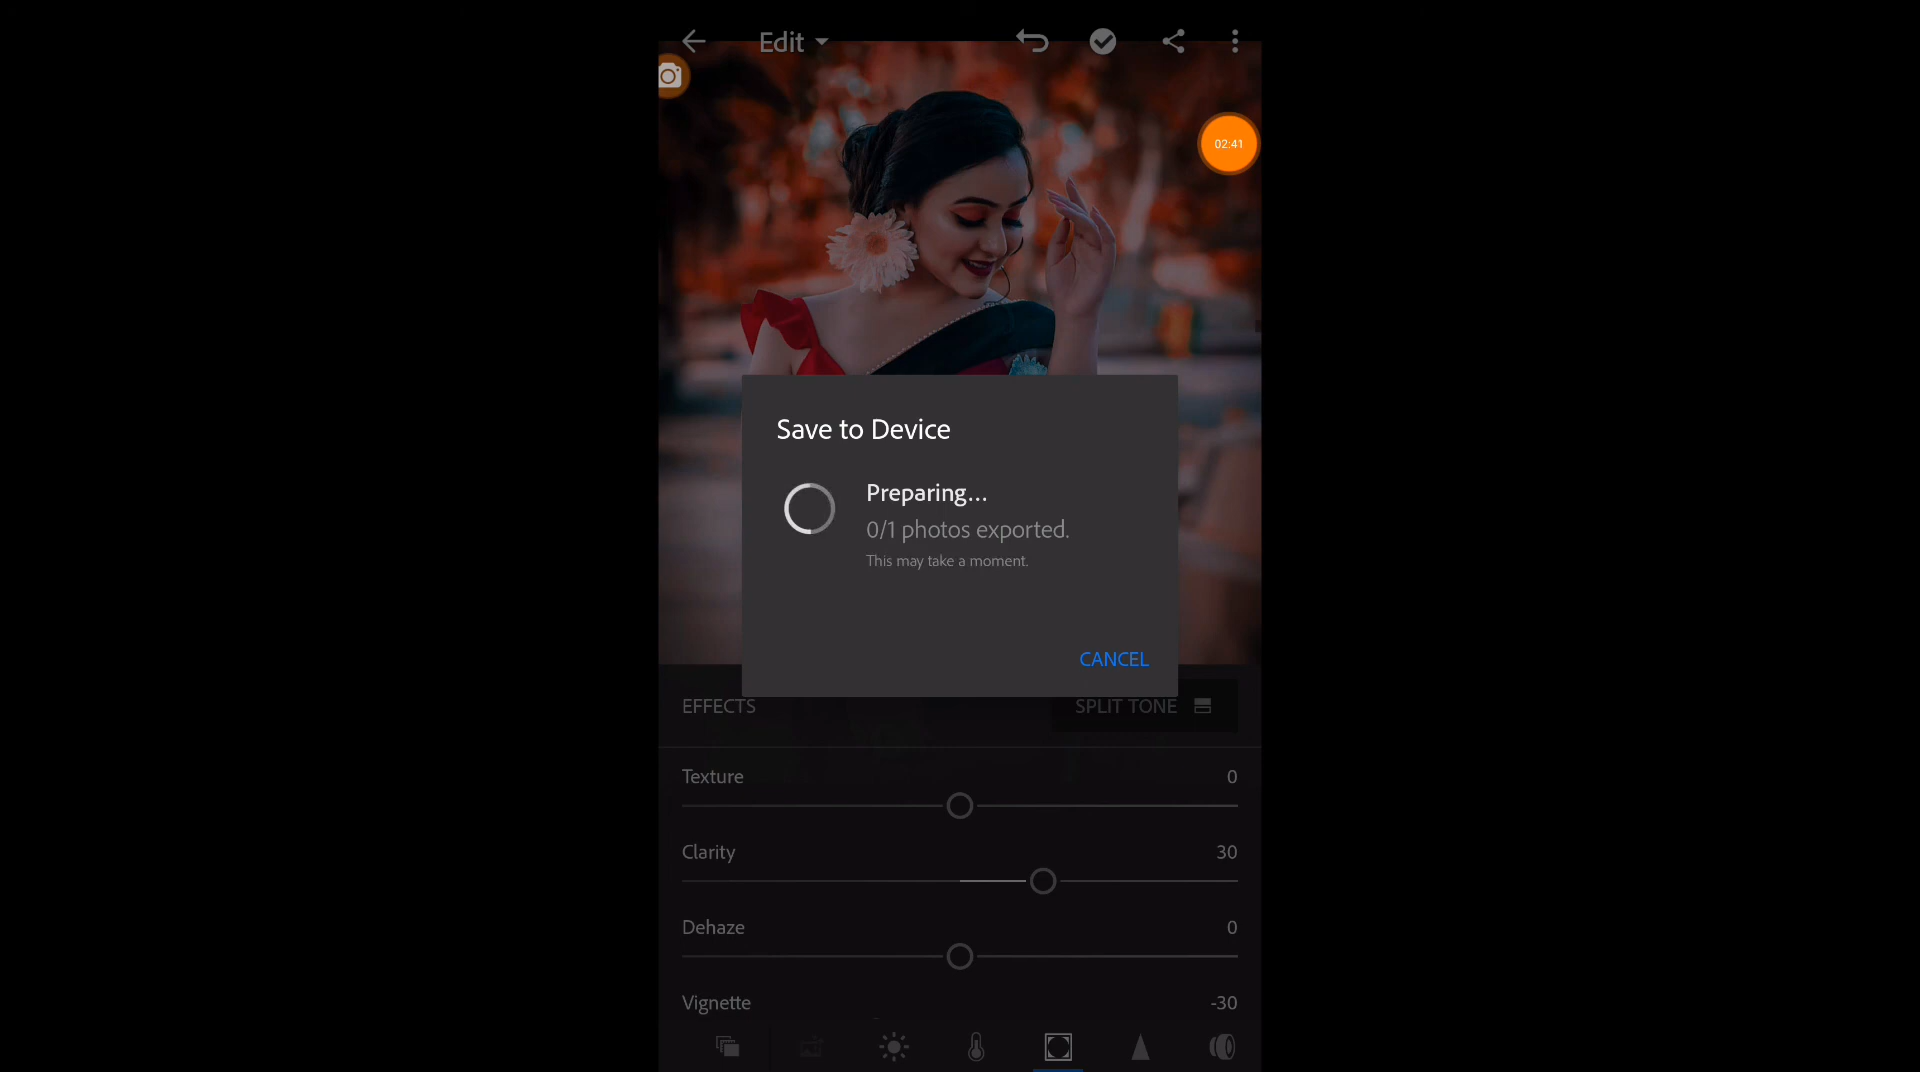 Edit
02:41
Save to Device
Preparing...
0/1 photos exported.
This may take a moment.
CANCEL
EFFECTS
SPLIT TONE
Texture 0
Clarity 30
Dehaze 0
Vignette -30